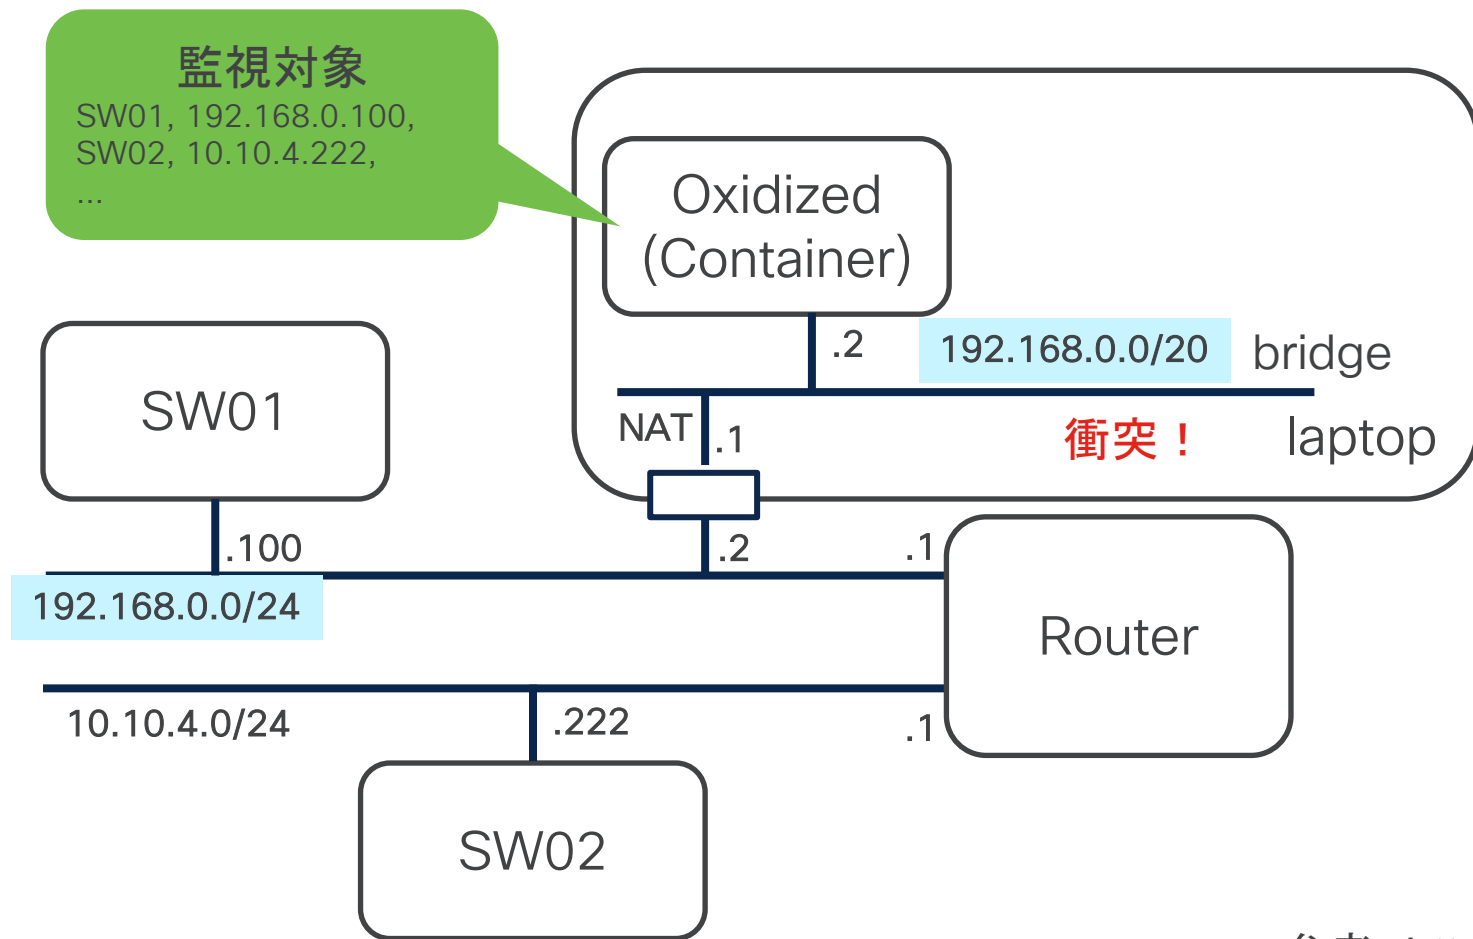 監視対象
SW01, 192.168.0.100,
SW02, 10.10.4.222,
...
Oxidized
(Container)
.2
192.168.0.0/20
bridge
NAT
.1
衝突！
laptop
SW01
.100
.2
.1
192.168.0.0/24
Router
10.10.4.0/24
.222
.1
SW02